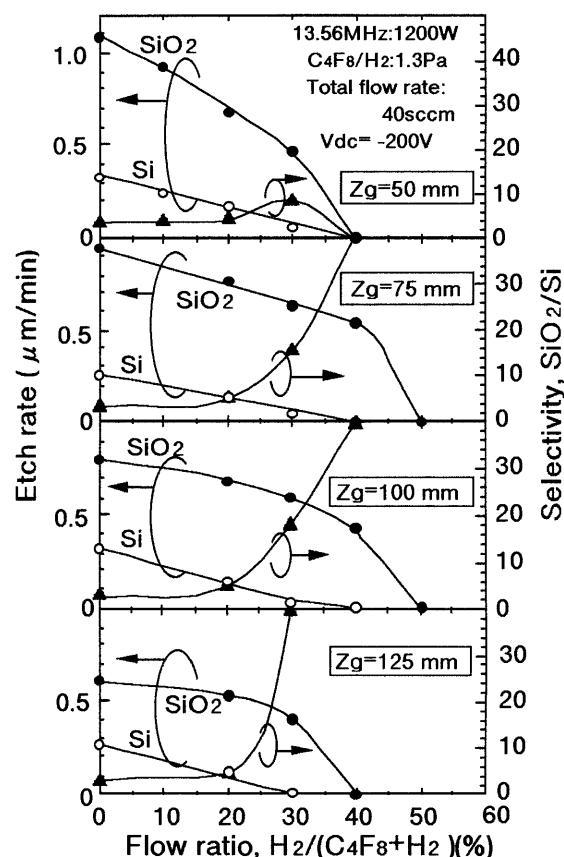 13.56MHz:1200W
C4F8/H2:1.3Pa
Total flow rate:
40sccm
Vdc= -200V
SiO2
Si
Zg=50 mm
1.0
0.5
0
50
40
30
20
10
0
SiO2
Si
Zg=75 mm
0.5
0
30
20
10
0
SiO2
Si
Zg=100 mm
0.5
0
30
20
10
0
SiO2
Si
Zg=125 mm
0.5
0
30
20
10
0
0 10 20 30 40 50 60
Etch rate ( μm/min)
Selectivity, SiO2/Si
Flow ratio, H2/(C4F8+H2 )(%)